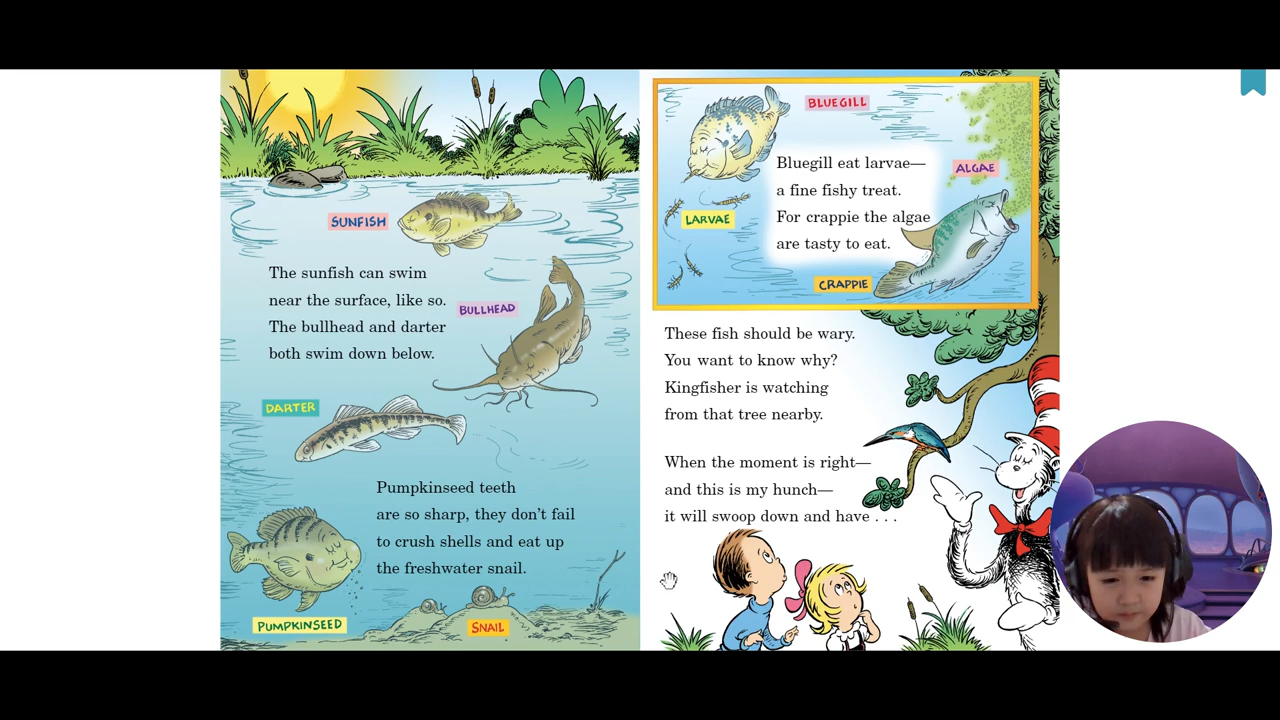 SUNFISH
The sunfish can swim
near the surface, like so.
The bullhead and darter
both swim down below.
BULLHEAD
DARTER
Pumpkinseed teeth
are so sharp, they don't fail
to crush shells and eat up
the freshwater snail.
PUMPKINSEED
SNAIL
BLUEGILL
Bluegill eat larvae—
a fine fishy treat.
For crappie the algae
are tasty to eat.
ALGAE
LARVAE
CRAPPIE
These fish should be wary.
You want to know why?
Kingfisher is watching
from that tree nearby.
When the moment is right—
and this is my hunch—
it will swoop down and have . . .